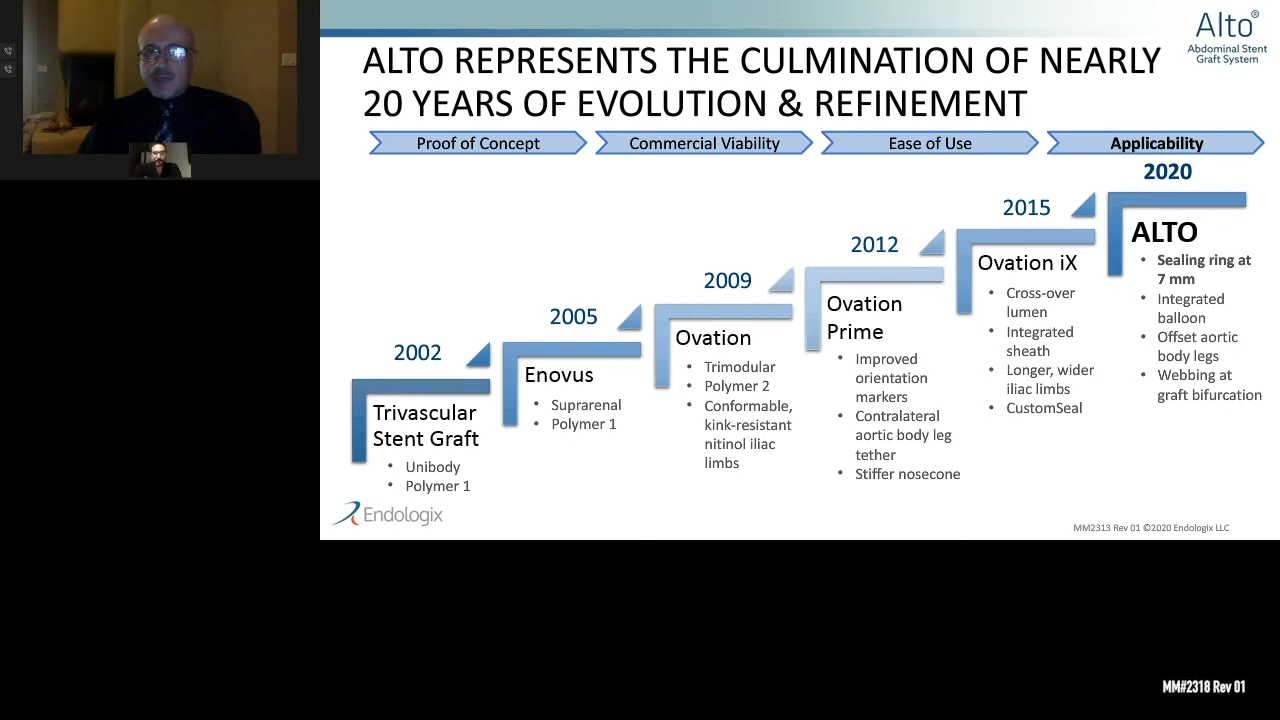 Alto®
Abdominal Stent
Graft System
ALTO REPRESENTS THE CULMINATION OF NEARLY
20 YEARS OF EVOLUTION & REFINEMENT
Proof of Concept
Commercial Viability
Ease of Use
Applicability
2002
Trivascular
Stent Graft
• Unibody
• Polymer 1
2005
Enovus
• Suprarenal
• Polymer 1
2009
Ovation
• Trimodular
• Polymer 2
• Conformable,
kink-resistant
nitinol iliac
limbs
2012
Ovation
Prime
• Improved
orientation
markers
• Contralateral
aortic body leg
tether
• Stiffer nosecone
2015
Ovation iX
• Cross-over
lumen
• Integrated
sheath
• Longer, wider
iliac limbs
• CustomSeal
2020
ALTO
• Sealing ring at
7 mm
• Integrated
balloon
• Offset aortic
body legs
• Webbing at
graft bifurcation
Endologix
MM2313 Rev 01 ©2020 Endologix LLC
MM#2318 Rev 01